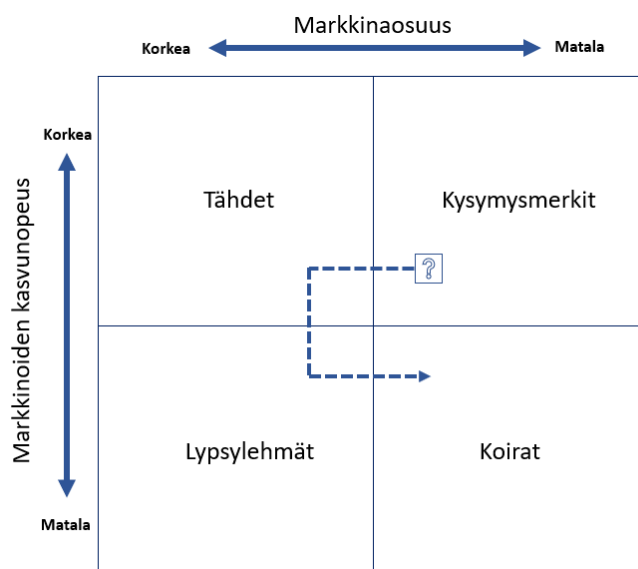 Markkinaosuus
Korkea
Matala
Korkea
Markkinoiden kasvunopeus
Matala
Tähdet
Kysymysmerkit
?
Lypsylehmät
Koirat